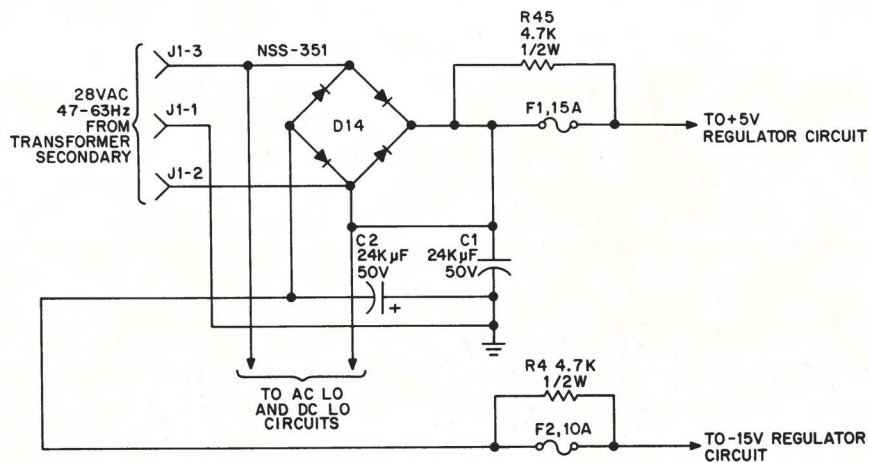 28VAC
47-63Hz
FROM
TRANSFORMER
SECONDARY
J1-3
J1-1
J1-2
NSS-351
D14
R45
4.7K
1/2W
F1,15A
TO+5V
REGULATOR CIRCUIT
C2
24KµF
50V
+
C1
24KµF
50V
TO AC LO
AND DC LO
CIRCUITS
R4 4.7K
1/2W
F2,10A
TO-15V REGULATOR
CIRCUIT